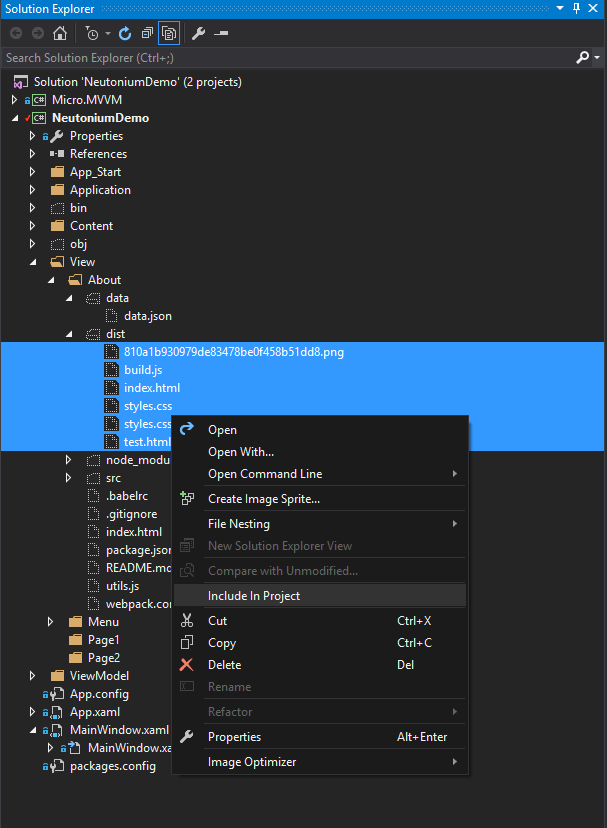 Solution Explorer
Search Solution Explorer (Ctrl+;)
Solution 'NeutoniumDemo' (2 projects)
Micro.MVVM
NeutoniumDemo
Properties
References
App_Start
Application
bin
Content
obj
View
About
data
data.json
dist
810a1b930979de83478be0f458b51dd8.png
build.js
index.html
styles.css
styles.css
test.html
node_modu
src
.babelrc
.gitignore
index.html
package.json
README.md
utils.js
webpack.con
Menu
Page1
Page2
ViewModel
App.config
App.xaml
MainWindow.xaml
MainWindow.xa
packages.config
Open
Open With...
Open Command Line
Create Image Sprite...
File Nesting
New Solution Explorer View
Compare with Unmodified...
Include In Project
Cut Ctrl+X
Copy Ctrl+C
Delete Del
Rename
Refactor
Properties Alt+Enter
Image Optimizer